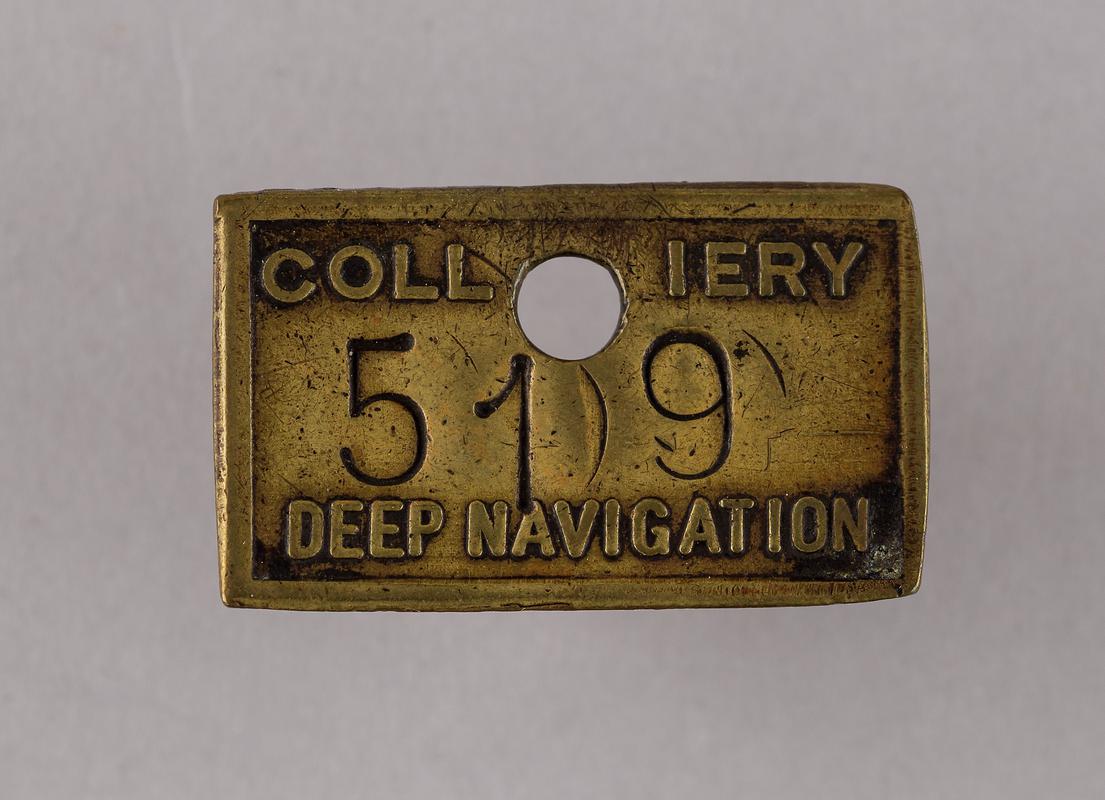 COLL IERY
519
DEEP NAVIGATION